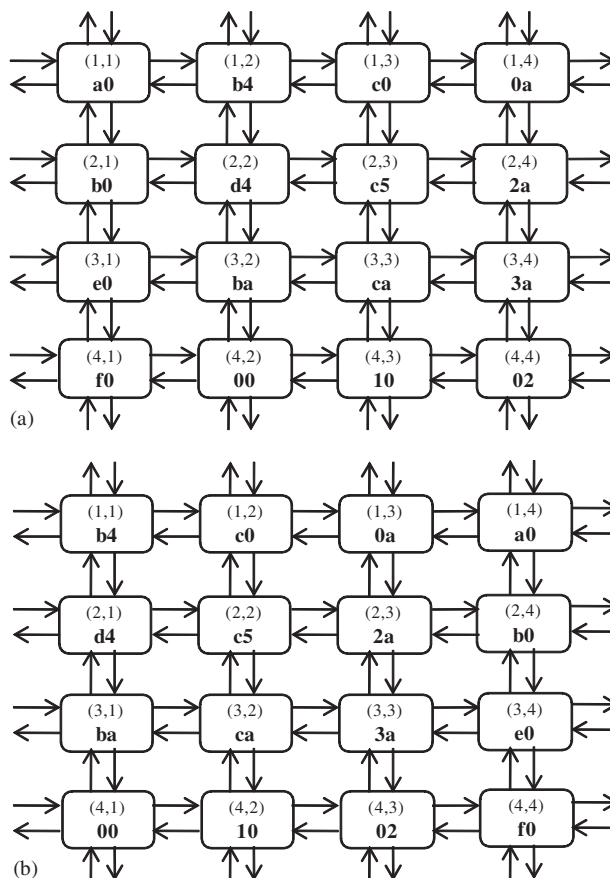 (1,1) (1,2) (1,3) (1,4)
a0 b4 c0 0a
(2,1) (2,2) (2,3) (2,4)
b0 d4 c5 2a
(3,1) (3,2) (3,3) (3,4)
e0 ba ca 3a
(4,1) (4,2) (4,3) (4,4)
f0 00 10 02
(a)
(1,1) (1,2) (1,3) (1,4)
b4 c0 0a a0
(2,1) (2,2) (2,3) (2,4)
d4 c5 2a b0
(3,1) (3,2) (3,3) (3,4)
ba ca 3a e0
(4,1) (4,2) (4,3) (4,4)
00 10 02 f0
(b)